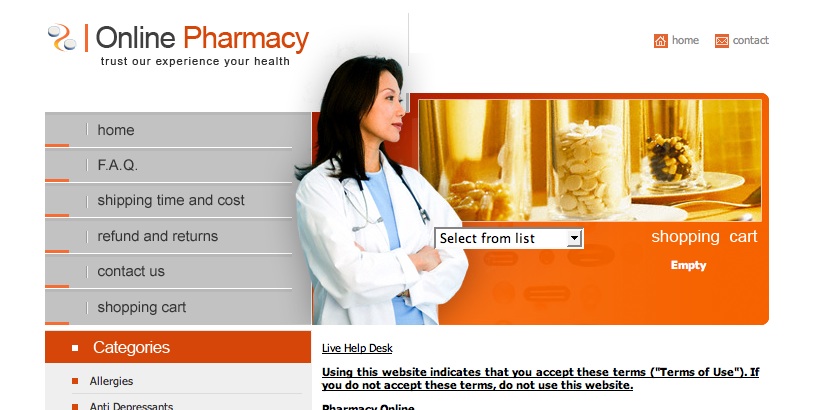 Online Pharmacy
trust our experience your health
home
contact
home
F.A.Q.
shipping time and cost
refund and returns
contact us
shopping cart
Select from list
shopping cart
Empty
Categories
Allergies
Anti Depressants
Live Help Desk
Using this website indicates that you accept these terms ("Terms of Use"). If
you do not accept these terms, do not use this website.
Pharmacy Online